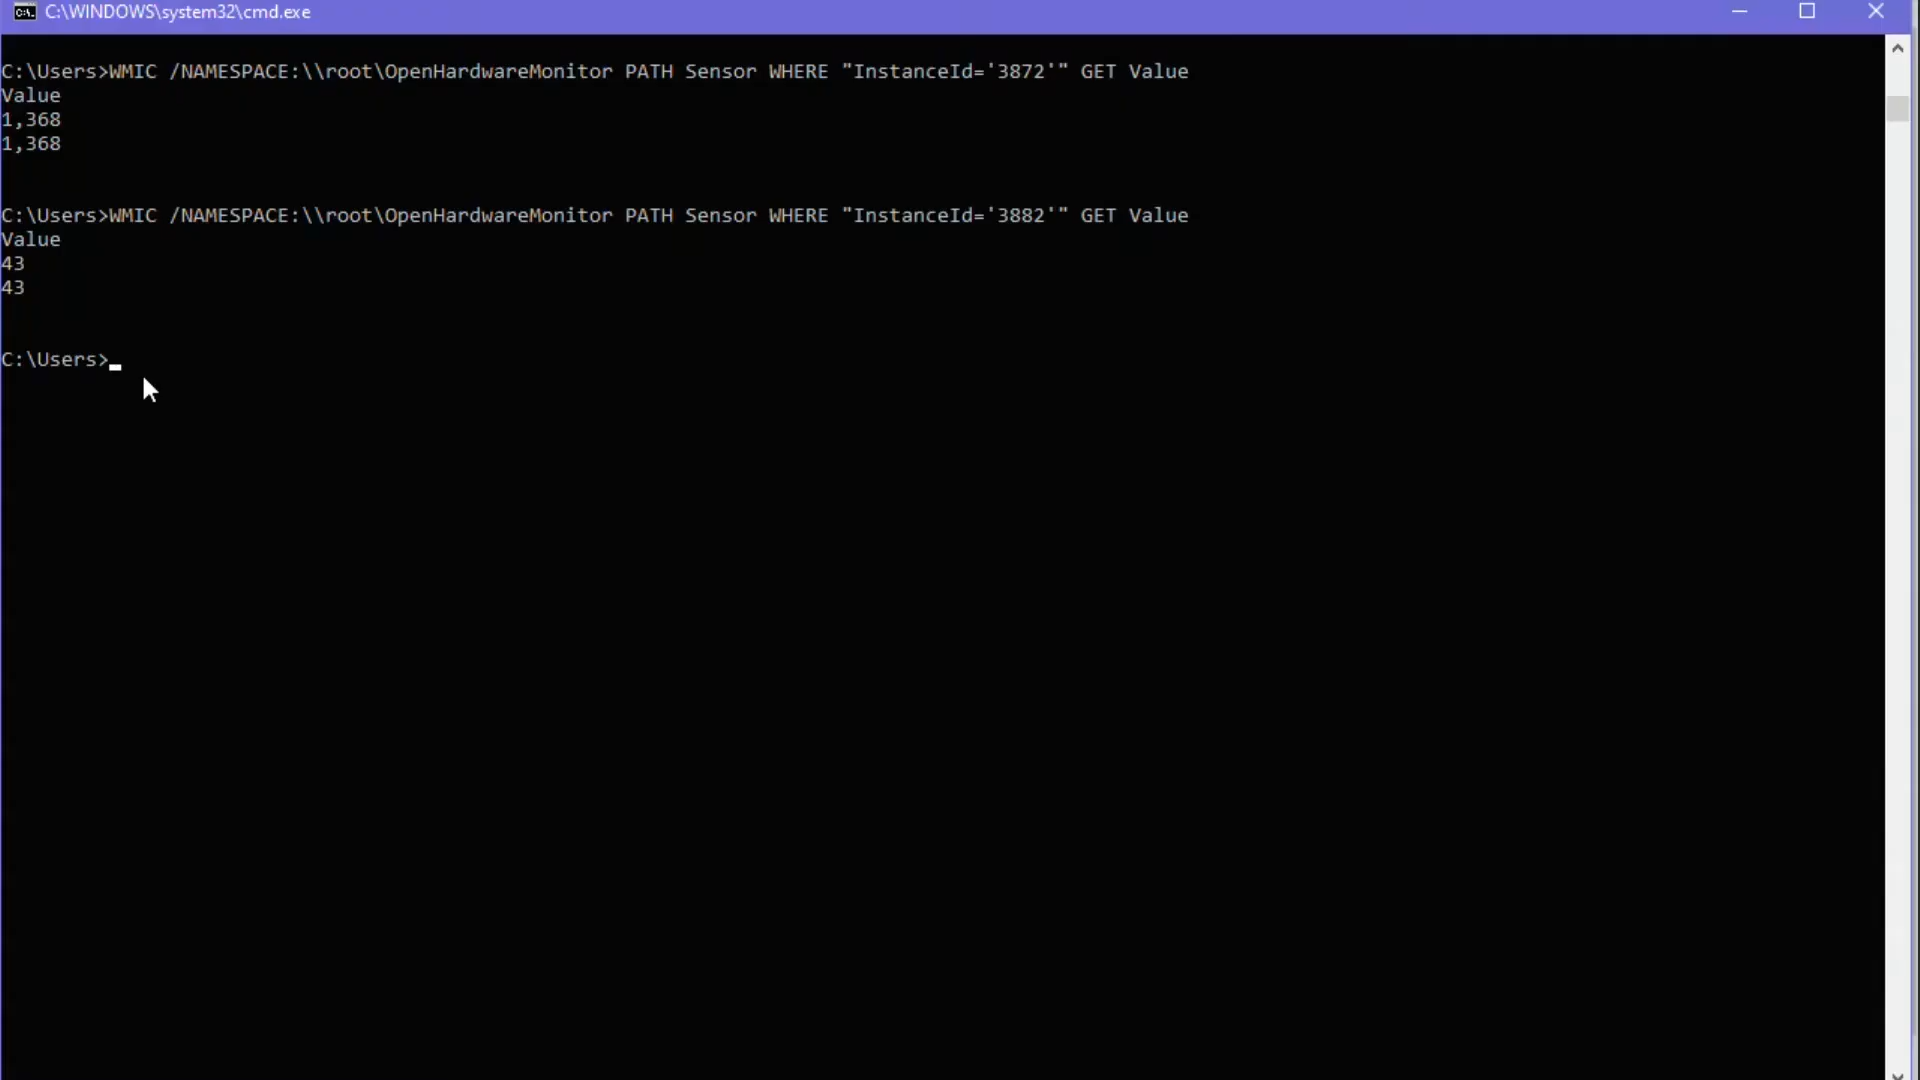 C:\WINDOWS\system32\cmd.exe
C:\Users>WMIC /NAMESPACE:\\root\OpenHardwareMonitor PATH Sensor WHERE "InstanceId='3872'" GET Value
Value
1,368
1,368
C:\Users>WMIC /NAMESPACE:\\root\OpenHardwareMonitor PATH Sensor WHERE "InstanceId='3882'" GET Value
Value
43
43
C:\Users>